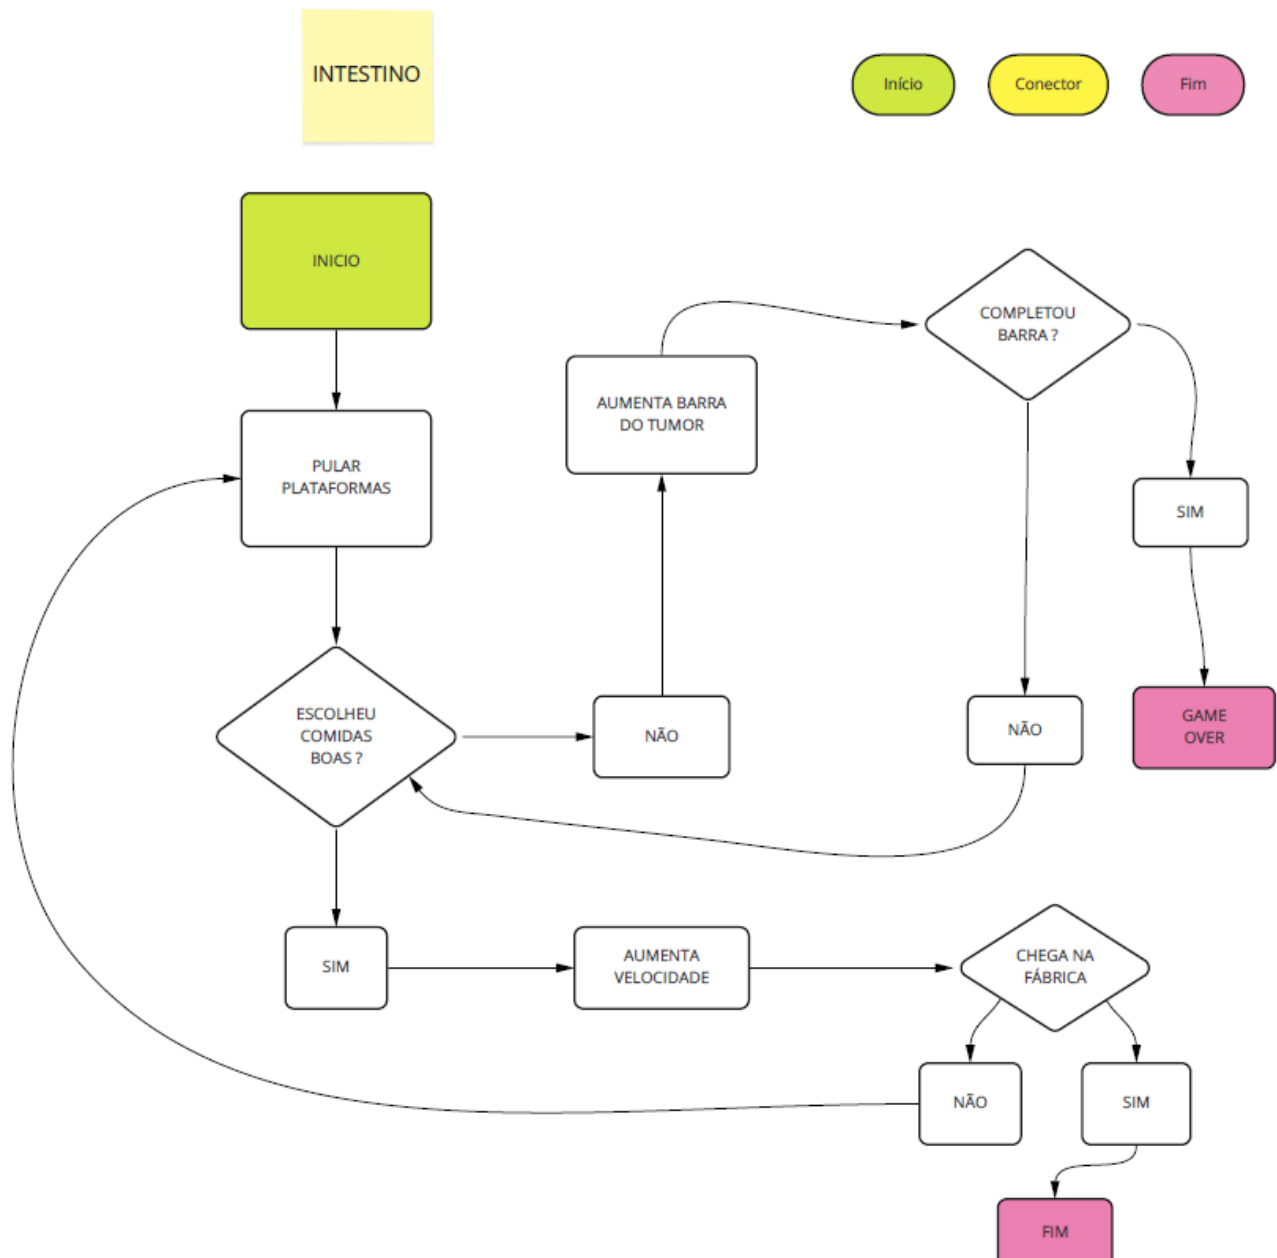 INTESTINO
Início
Conector
Fim
INICIO
PULAR
PLATAFORMAS
ESCOLHEU
COMIDAS
BOAS ?
NÃO
AUMENTA BARRA
DO TUMOR
COMPLETOU
BARRA ?
SIM
GAME
OVER
NÃO
SIM
AUMENTA
VELOCIDADE
CHEGA NA
FÁBRICA
NÃO
SIM
FIM